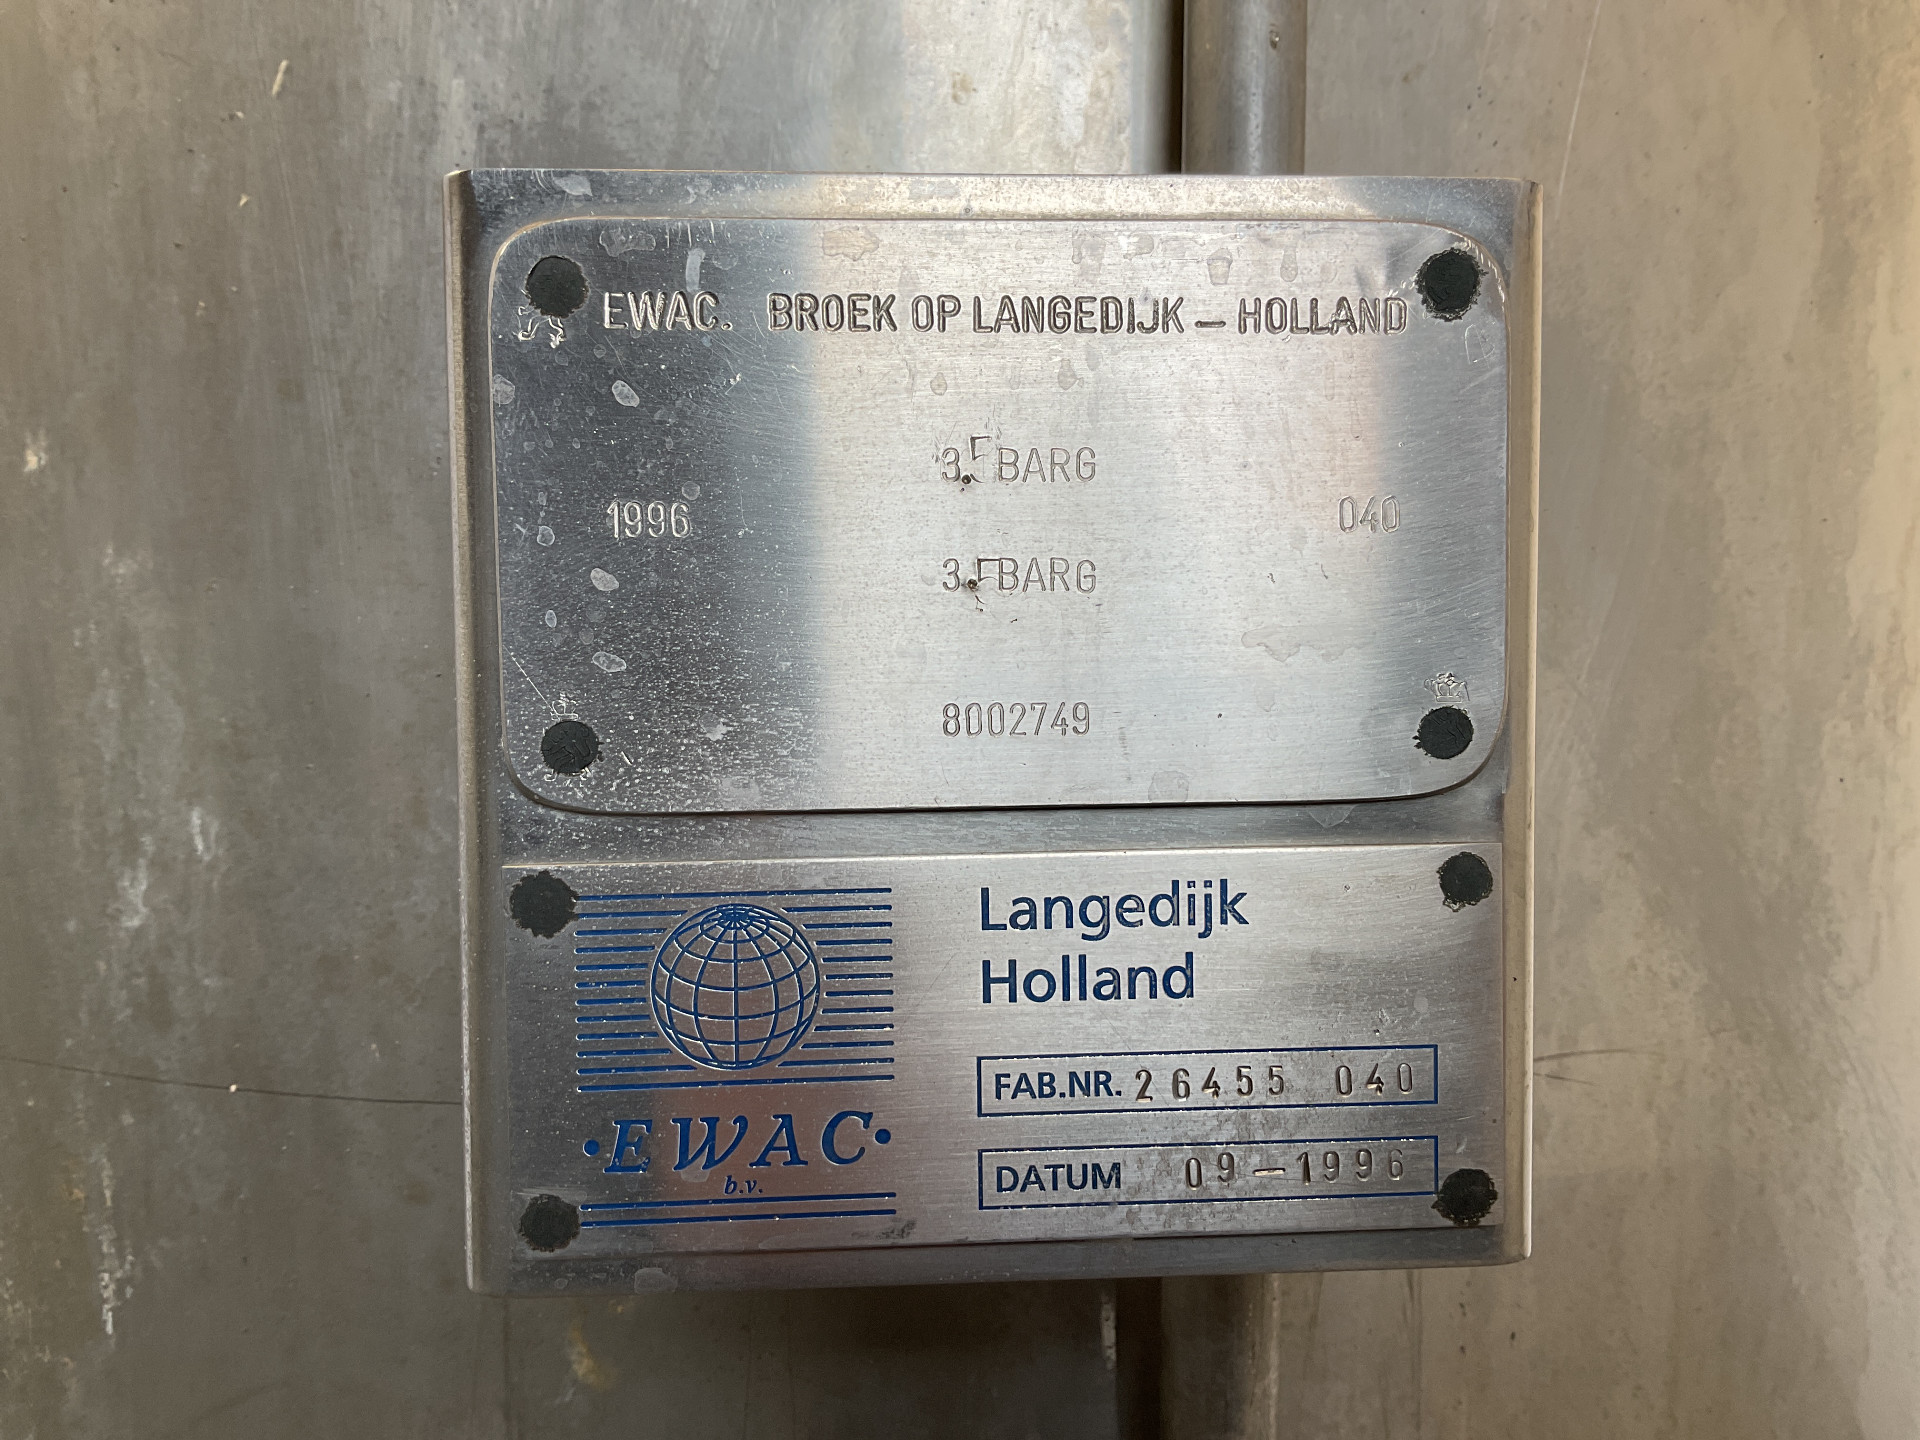 EWAC. BROEK OP LANGEDIJK – HOLLAND
3.5 BARG
1996 040
3.5 BARG
8002749
Langedijk
Holland
FAB.NR. 26455 040
•EWAC•
b.v.
DATUM 09-1996